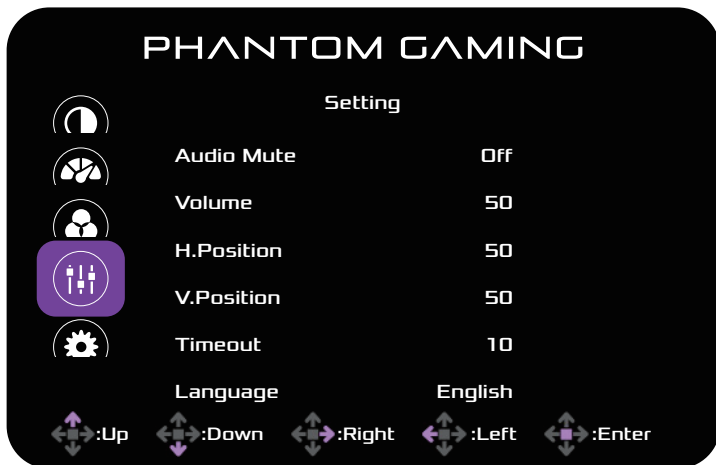 PHANTOM GAMING
Setting
Audio Mute Off
Volume 50
H.Position 50
V.Position 50
Timeout 10
Language English
:Up :Down :Right :Left :Enter